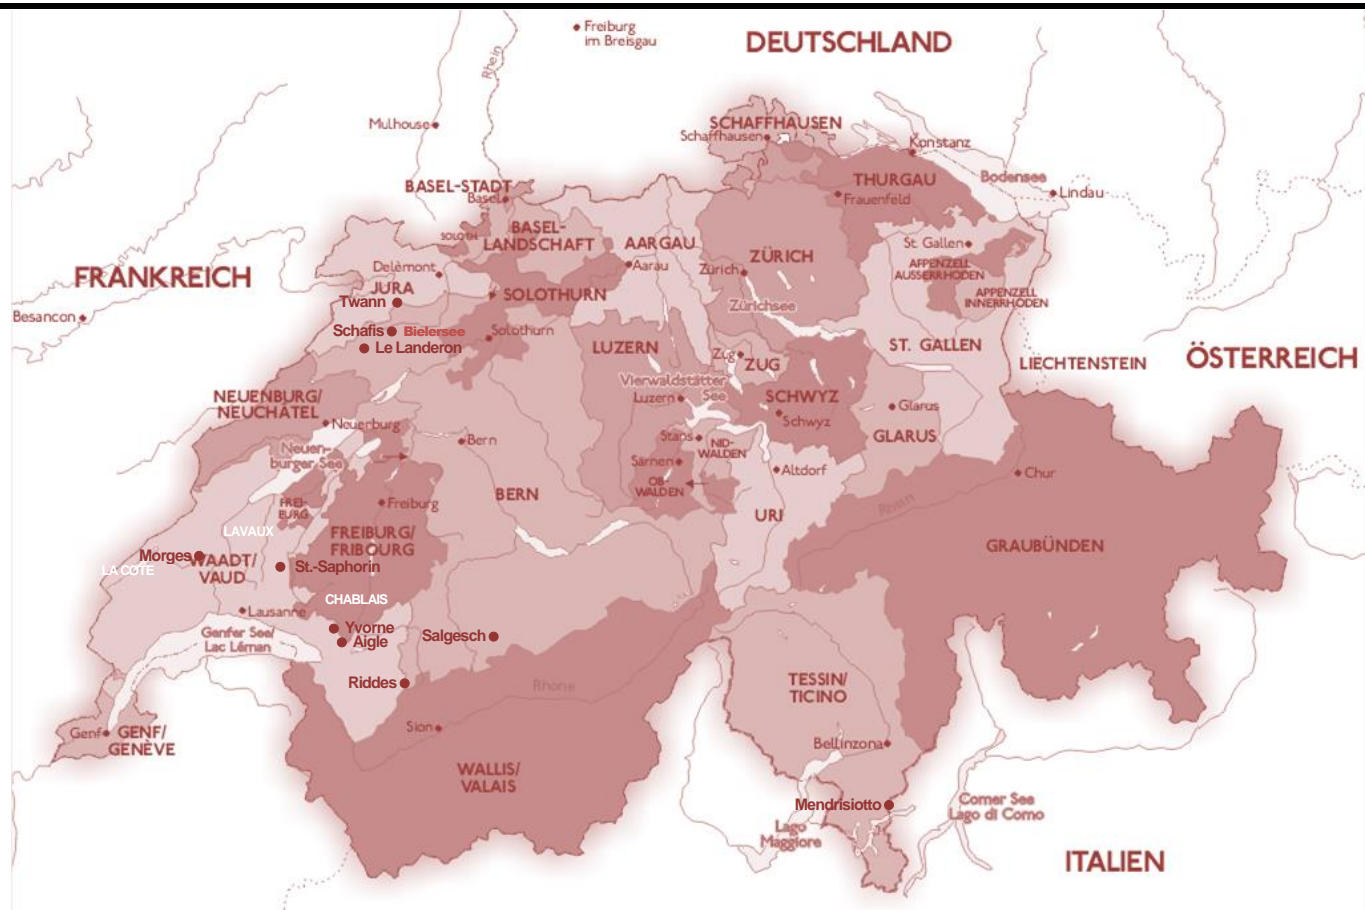 Freiburg
im Breisgau
DEUTSCHLAND
Rhein
Mulhouse
SCHAFFHAUSEN
Schaffhausen
Konstanz
Bodensee
Lindau
THURGAU
Frauenfeld
BASEL-STADT
Basel
BASEL-
LANDSCHAFT
SOLOTH.
AARGAU
Aarau
ZÜRICH
Zürich
St. Gallen
APPENZELL
AUSSERRHODEN
APPENZELL
INNERRHODEN
FRANKREICH
Delémont
JURA
Twann
SOLOTHURN
Zürichsee
Besancon
Schafis
Bielersee
Solothurn
Le Landeron
LUZERN
Zug
ZUG
ST. GALLEN
LIECHTENSTEIN
ÖSTERREICH
Vierwaldstätter
See
Luzern
SCHWYZ
Schwyz
Glarus
GLARUS
NEUENBURG/
NEUCHÂTEL
Neuerburg
Neuen-
burger See
Bern
Stans
NID-
WALDEN
Särnen
OB-
WALDEN
Altdorf
Chur
BERN
URI
Rhein
FREI-
BURG
Freiburg
FREIBURG/
FRIBOURG
GRAUBÜNDEN
LAVAUX
Morges
WAADT/
VAUD
LA COTE
St.-Saphorin
CHABLAIS
Lausanne
Genfer See/
Lac Léman
Yvorne
Aigle
Salgesch
Riddes
Rhone
TESSIN/
TICINO
Sion
Genf
GENF/
GENÈVE
Bellinzona
WALLIS/
VALAIS
Mendrisiotto
Lago
Maggiore
Comer See
Lago di Como
ITALIEN